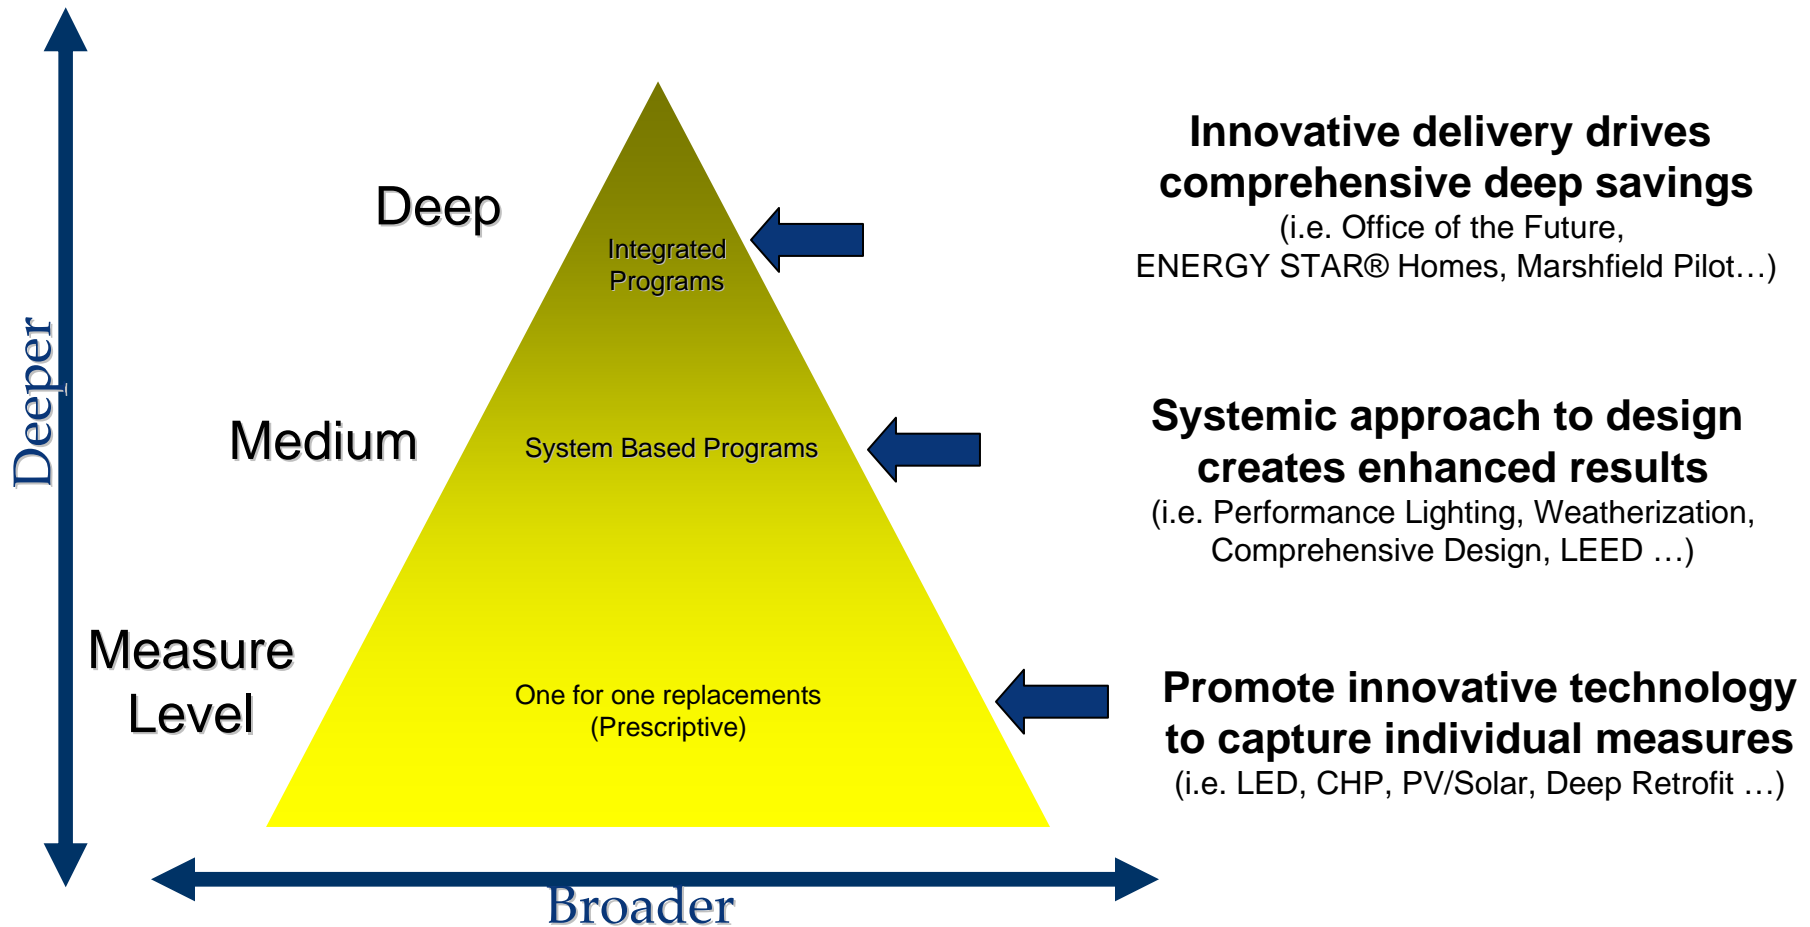 Deeper
Deep
Integrated
Programs
Innovative delivery drives
comprehensive deep savings
(i.e. Office of the Future,
ENERGY STAR® Homes, Marshfield Pilot…)
Medium
System Based Programs
Systemic approach to design
creates enhanced results
(i.e. Performance Lighting, Weatherization,
Comprehensive Design, LEED …)
Measure
Level
One for one replacements
(Prescriptive)
Promote innovative technology
to capture individual measures
(i.e. LED, CHP, PV/Solar, Deep Retrofit …)
Broader